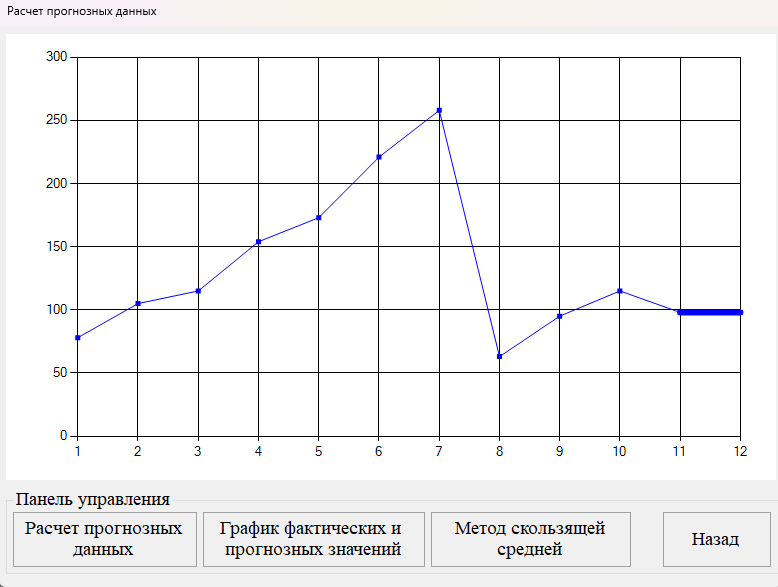 Расчет прогнозных данных
300
250
200
150
100
50
0
1 2 3 4 5 6 7 8 9 10 11 12
Панель управления
Расчет прогнозных
данных
График фактических и
прогнозных значений
Метод скользящей
средней
Назад